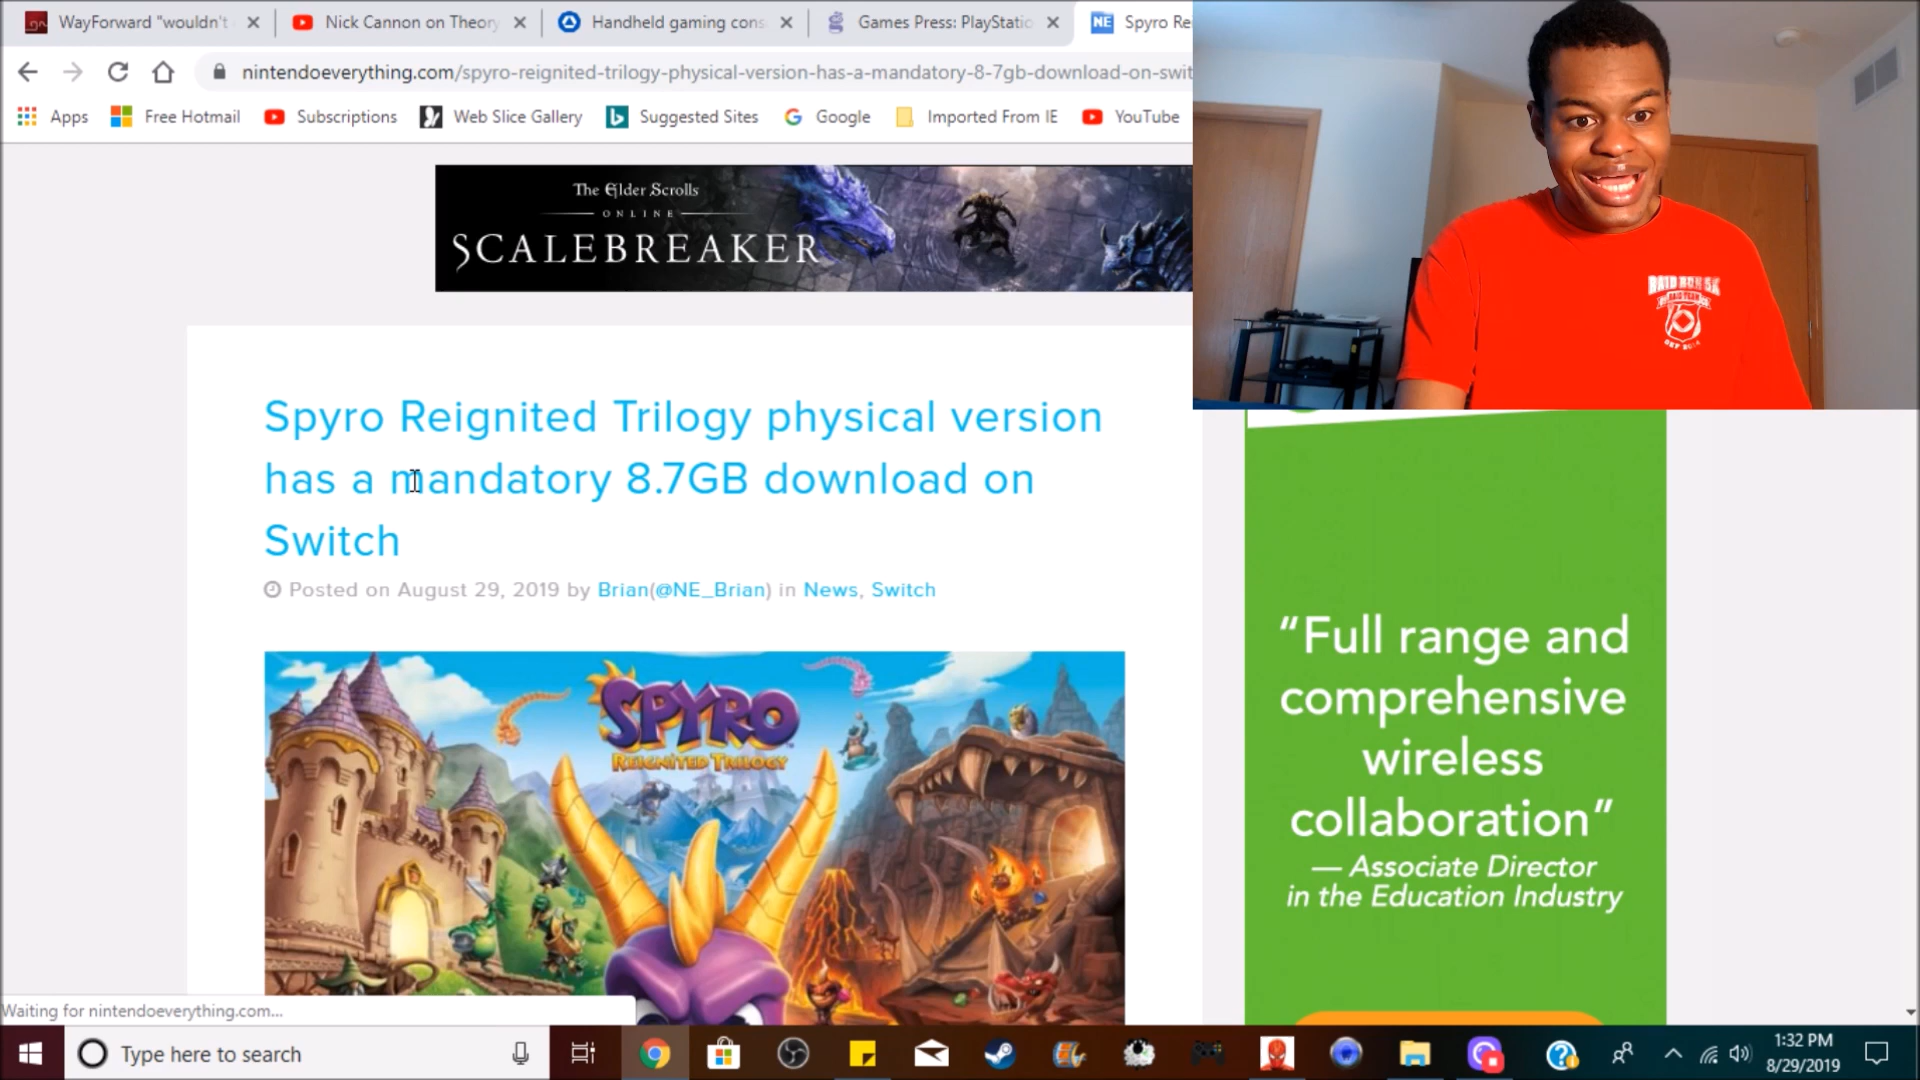 WayForward "wouldn't
Nick Cannon on Theory
Handheld gaming cons
Games Press: PlayStatio
NE Spyro Re
nintendoeverything.com/spyro-reignited-trilogy-physical-version-has-a-mandatory-8-7gb-download-on-swit
Apps
Free Hotmail
Subscriptions
Web Slice Gallery
Suggested Sites
Google
Imported From IE
YouTube
The Elder Scrolls
ONLINE
SCALEBREAKER
Spyro Reignited Trilogy physical version
has a mandatory 8.7GB download on
Switch
Posted on August 29, 2019 by Brian(@NE_Brian) in News, Switch
SPYRO
REIGNITED TRILOGY
"Full range and
comprehensive
wireless
collaboration"
— Associate Director
in the Education Industry
Waiting for nintendoeverything.com...
Type here to search
1:32 PM
8/29/2019